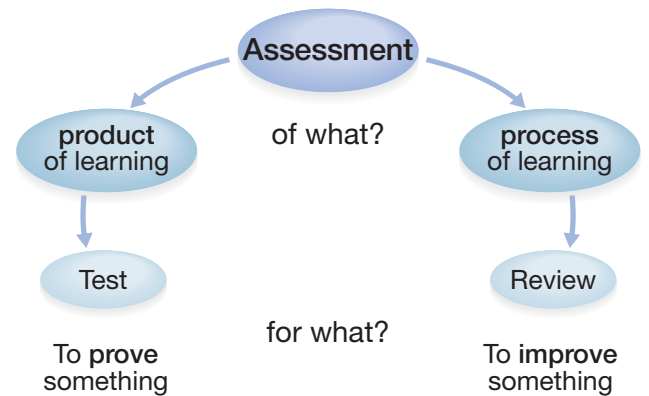 Assessment
product
of learning
of what?
process
of learning
Test
Review
for what?
To prove
something
To improve
something